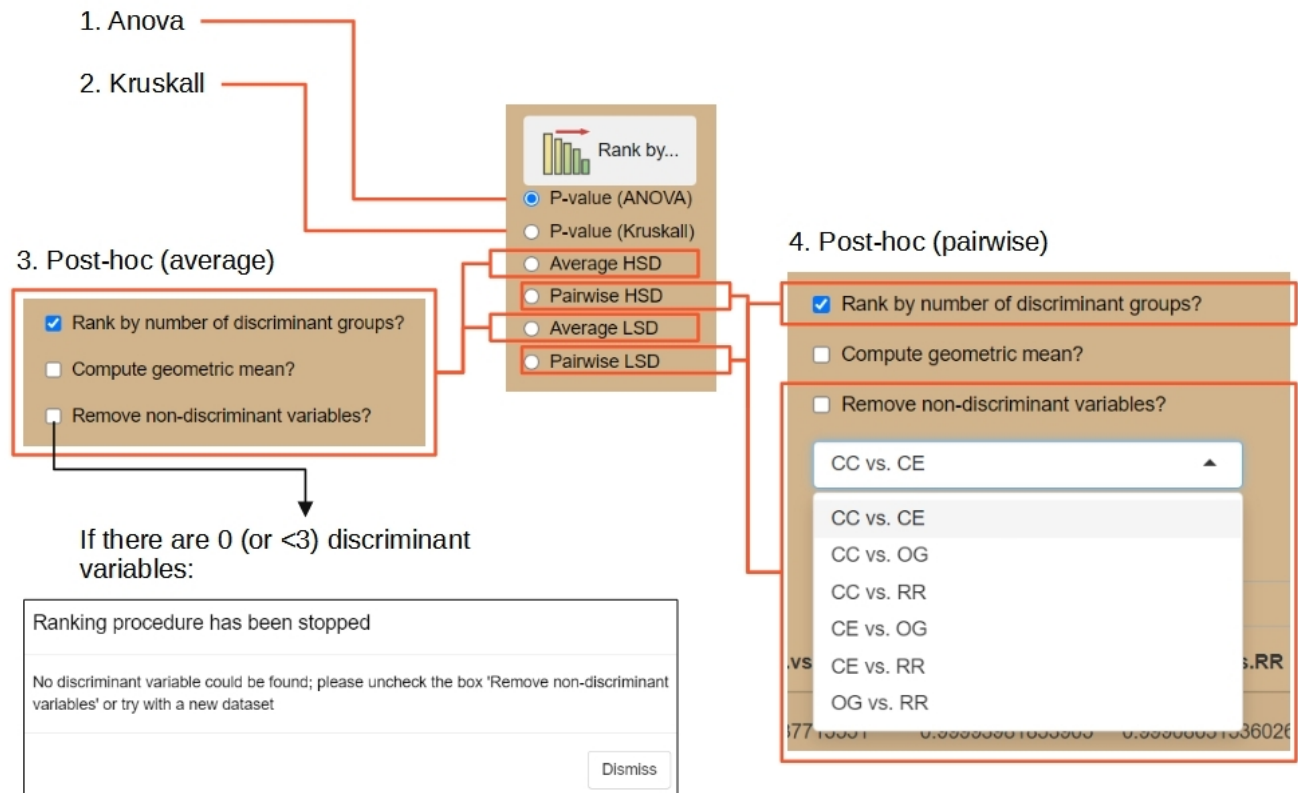 1. Anova
2. Kruskall
Rank by...
P-value (ANOVA)
P-value (Kruskall)
Average HSD
Pairwise HSD
Average LSD
Pairwise LSD
3. Post-hoc (average)
Rank by number of discriminant groups?
Compute geometric mean?
Remove non-discriminant variables?
If there are 0 (or <3) discriminant
variables:
Ranking procedure has been stopped
No discriminant variable could be found; please uncheck the box 'Remove non-discriminant
variables' or try with a new dataset
Dismiss
4. Post-hoc (pairwise)
Rank by number of discriminant groups?
Compute geometric mean?
Remove non-discriminant variables?
CC vs. CE
CC vs. CE
CC vs. OG
CC vs. RR
CE vs. OG
CE vs. RR
OG vs. RR
.vs
s.RR